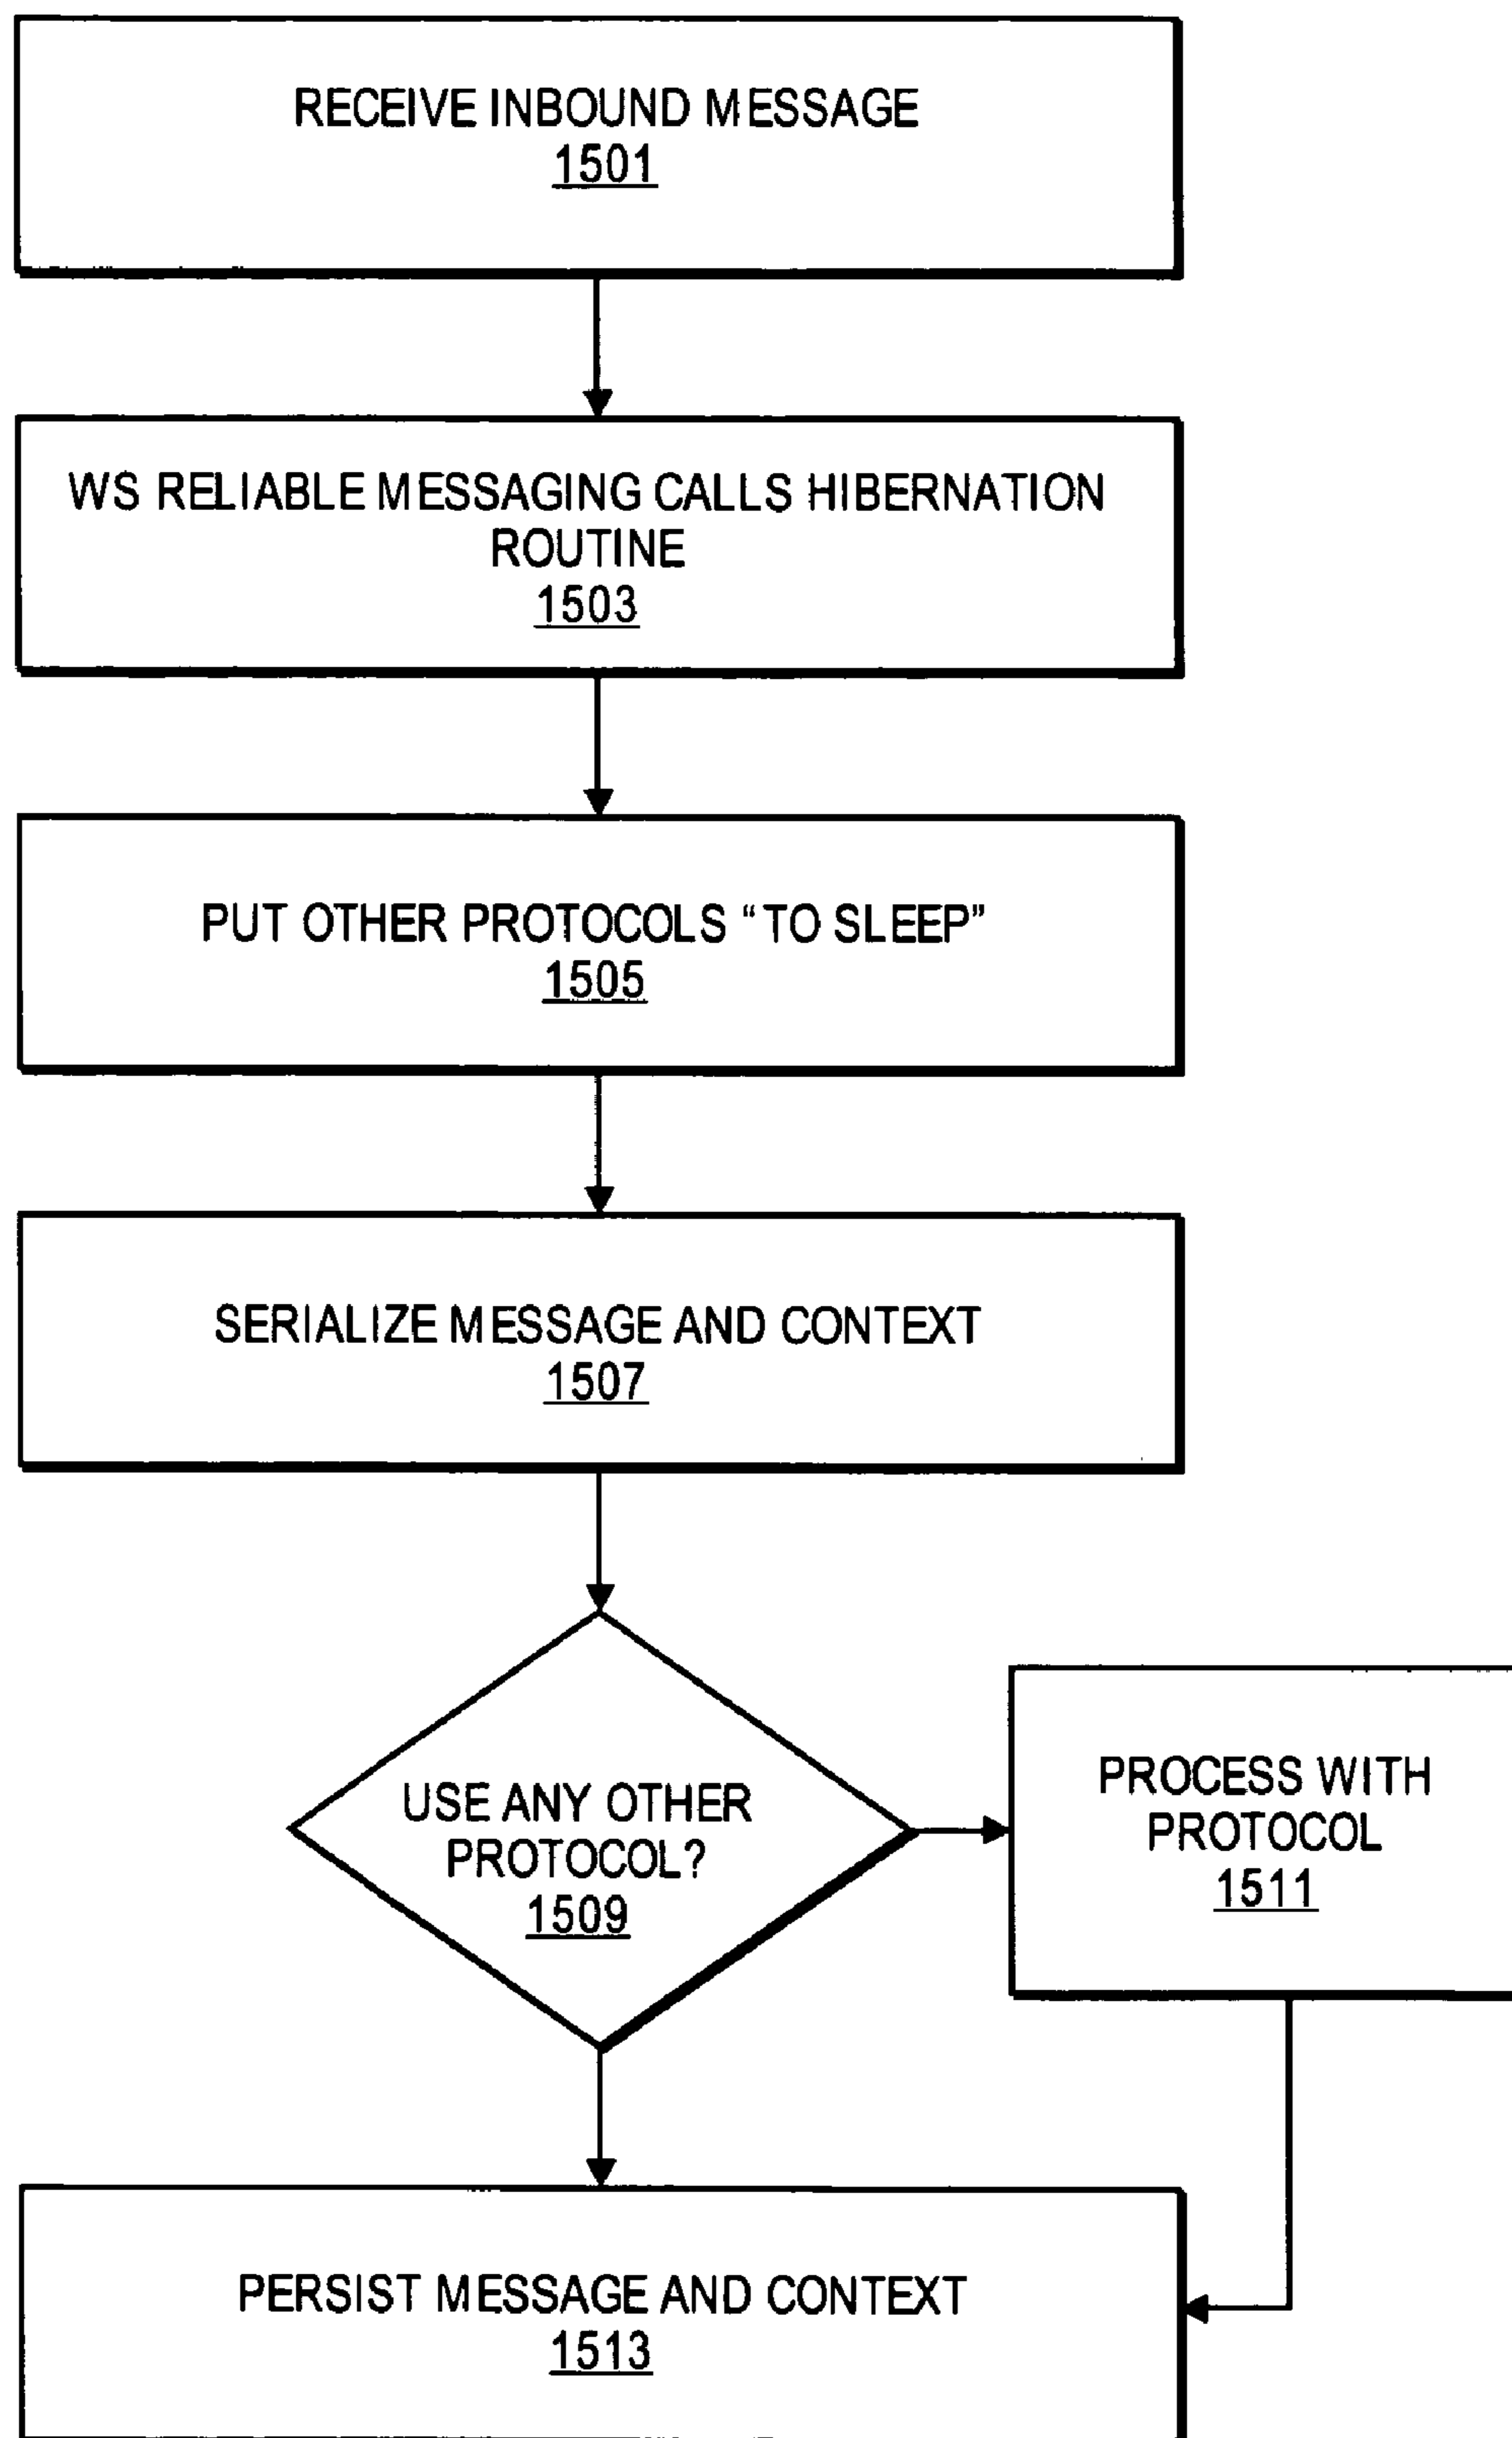 RECEIVE INBOUND MESSAGE
1501
WS RELIABLE MESSAGING CALLS HIBERNATION
ROUTINE
1503
PUT OTHER PROTOCOLS “TO SLEEP”
1505
SERIALIZE MESSAGE AND CONTEXT
1507
USE ANY OTHER
PROTOCOL?
1509
PROCESS WITH
PROTOCOL
1511
PERSIST MESSAGE AND CONTEXT
1513